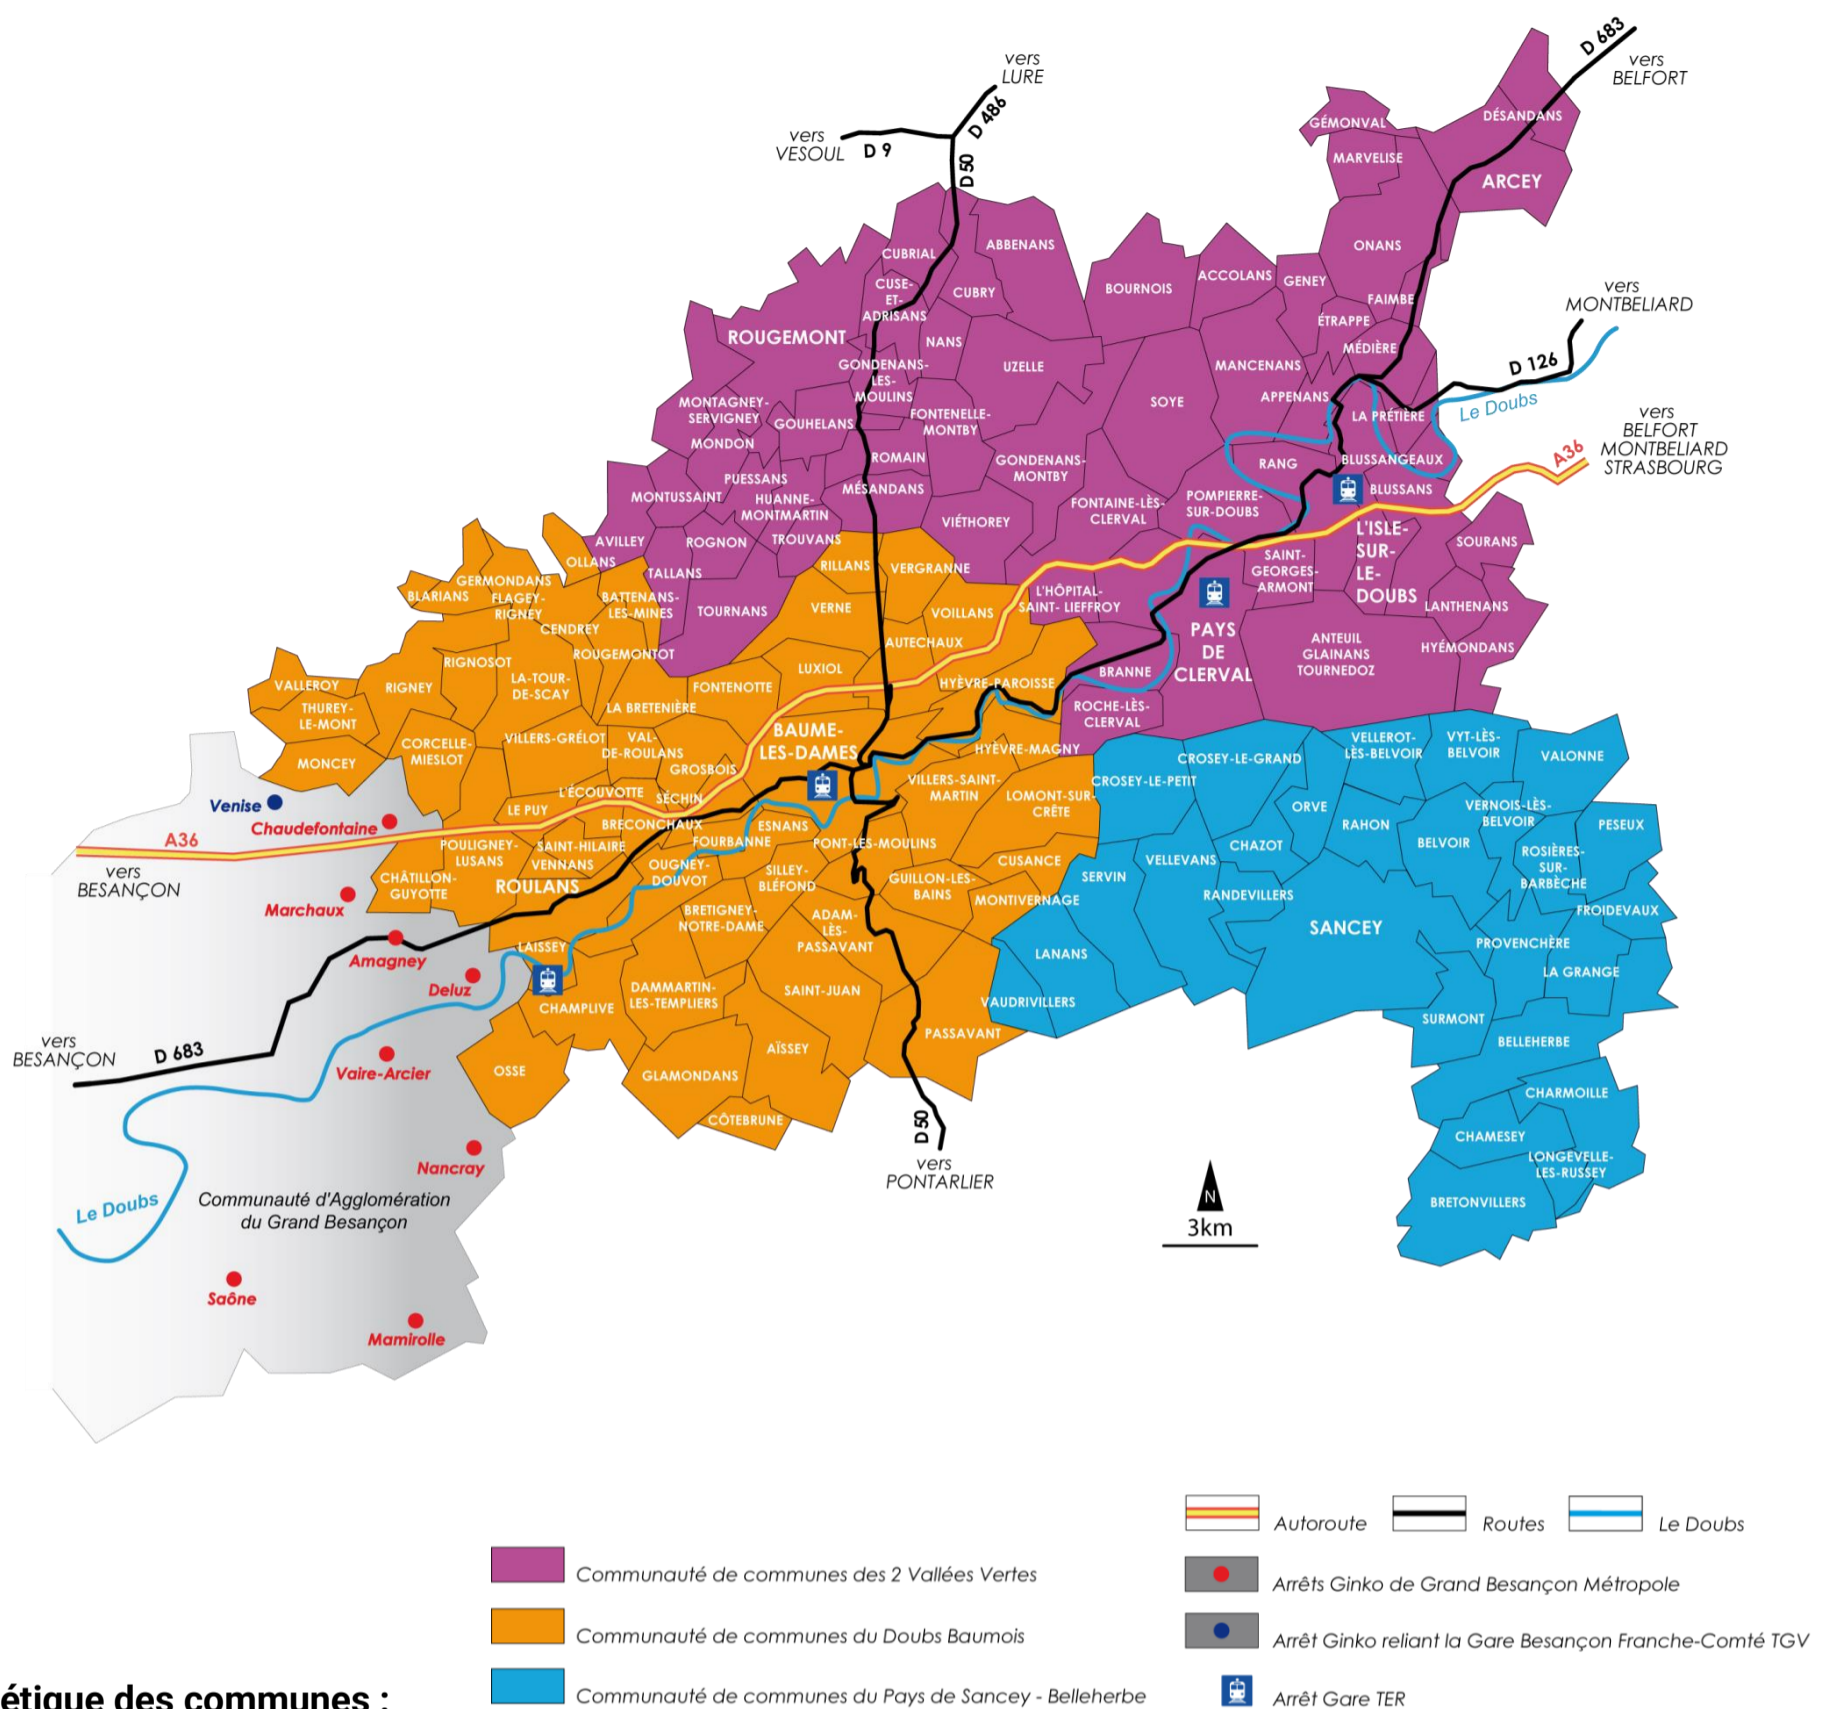 D 683
vers
BELFORT
vers
LURE
D 486
vers
VESOUL
D 9
D 50
GÉMONVAL
DÉSANDANS
MARVELISE
ARCEY
ONANS
CUBRIAL
ABBENANS
ACCOLANS
GENEY
BOURNOIS
CUSE-
ET-
ADRISANS
CUBRY
FAIMBE
ÉTRAPPE
vers
MONTBELIARD
ROUGEMONT
NANS
MÉDIÈRE
GONDENANS-
LES-
MOULINS
UZELLE
MANCENANS
D 126
APPENANS
Le Doubs
SOYE
MONTAGNEY-
SERVIGNEY
GOUHELANS
FONTENELLE-
MONTBY
LA PRÉTIÈRE
vers
BELFORT
MONTBELIARD
STRASBOURG
A36
MONDON
ROMAIN
GONDENANS-
MONTBY
RANG
BLUSSANGEAUX
PUESSANS
MONTUSSAINT
HUANNE-
MONTMARTIN
MÉSANDANS
BLUSSANS
POMPIERRE-
SUR-DOUBS
FONTAINE-LÈS-
CLERVAL
VIÉTHOREY
L'ISLE-
SUR-
LE-
DOUBS
SOURANS
AVILLEY
ROGNON
TROUVANS
OLLANS
TALLANS
RILLANS
VERGRANNE
SAINT-
GEORGES-
ARMONT
GERMONDANS
BLARIANS
FLAGEY-
RIGNEY
BATTENANS-
LES-MINES
TOURNANS
VERNE
VOILLANS
L'HÔPITAL-
SAINT- LIEFFROY
LANTHENANS
CENDREY
AUTECHAUX
PAYS
DE
CLERVAL
ANTEUIL
GLAINANS
TOURNEDOZ
HYÉMONDANS
ROUGEMONTOT
RIGNOSOT
LUXIOL
BRANNE
VALLEROY
RIGNEY
LA-TOUR-
DE-SCAY
FONTENOTTE
HYÈVRE-PAROISSE
THUREY-
LE-MONT
LA BRETENIÈRE
ROCHE-LÈS-
CLERVAL
CORCELLE-
MIESLOT
VILLERS-GRÉLOT
VAL-
DE-ROULANS
BAUME-
LES-DAMES
HYÈVRE-MAGNY
VELLEROT-
LÈS-BELVOIR
VYT-LÈS-
BELVOIR
VALONNE
MONCEY
GROSBOIS
CROSEY-LE-GRAND
CROSEY-LE-PETIT
VILLERS-SAINT-
MARTIN
LOMONT-SUR-
CRÊTE
Venise
L'ÉCOUVOTTE
SÉCHIN
LE PUY
ORVE
VERNOIS-LÈS-
BELVOIR
Chaudefontaine
BRECONCHAUX
ESNANS
RAHON
PESEUX
A36
vers
BESANÇON
POULIGNEY-
LUSANS
SAINT-HILAIRE
VENNANS
FOURBANNE
PONT-LES-MOULINS
CHAZOT
BELVOIR
ROSIÈRES-
SUR-
BARBÈCHE
CUSANCE
VELLEVANS
SERVIN
CHÂTILLON-
GUYOTTE
ROULANS
OUGNEY-
DOUVOT
SILLEY-
BLÉFOND
GUILLON-LES-
BAINS
MONTIVERNAGE
RANDEVILLERS
Marchaux
BRETIGNEY-
NOTRE-DAME
ADAM-
LÈS-
PASSAVANT
SANCEY
FROIDEVAUX
PROVENCHÈRE
LAISSEY
LANANS
Amagney
Deluz
LA GRANGE
DAMMARTIN-
LES-TEMPLIERS
SAINT-JUAN
VAUDRIVILLERS
CHAMPLIVE
SURMONT
PASSAVANT
BELLEHERBE
vers
BESANÇON
D 683
AÏSSEY
Vaire-Arcier
OSSE
GLAMONDANS
CHARMOILLE
CÔTEBRUNE
D 50
CHAMESEY
Nancray
vers
PONTARLIER
LONGEVELLE-
LES-RUSSEY
BRETONVILLERS
Le Doubs
Communauté d'Agglomération
du Grand Besançon
N
3km
Saône
Mamirolle
Autoroute
Routes
Le Doubs
Communauté de communes des 2 Vallées Vertes
Arrêts Ginko de Grand Besançon Métropole
Communauté de communes du Doubs Baumois
Arrêt Ginko reliant la Gare Besançon Franche-Comté TGV
Communauté de communes du Pays de Sancey - Belleherbe
Arrêt Gare TER
étique des communes :